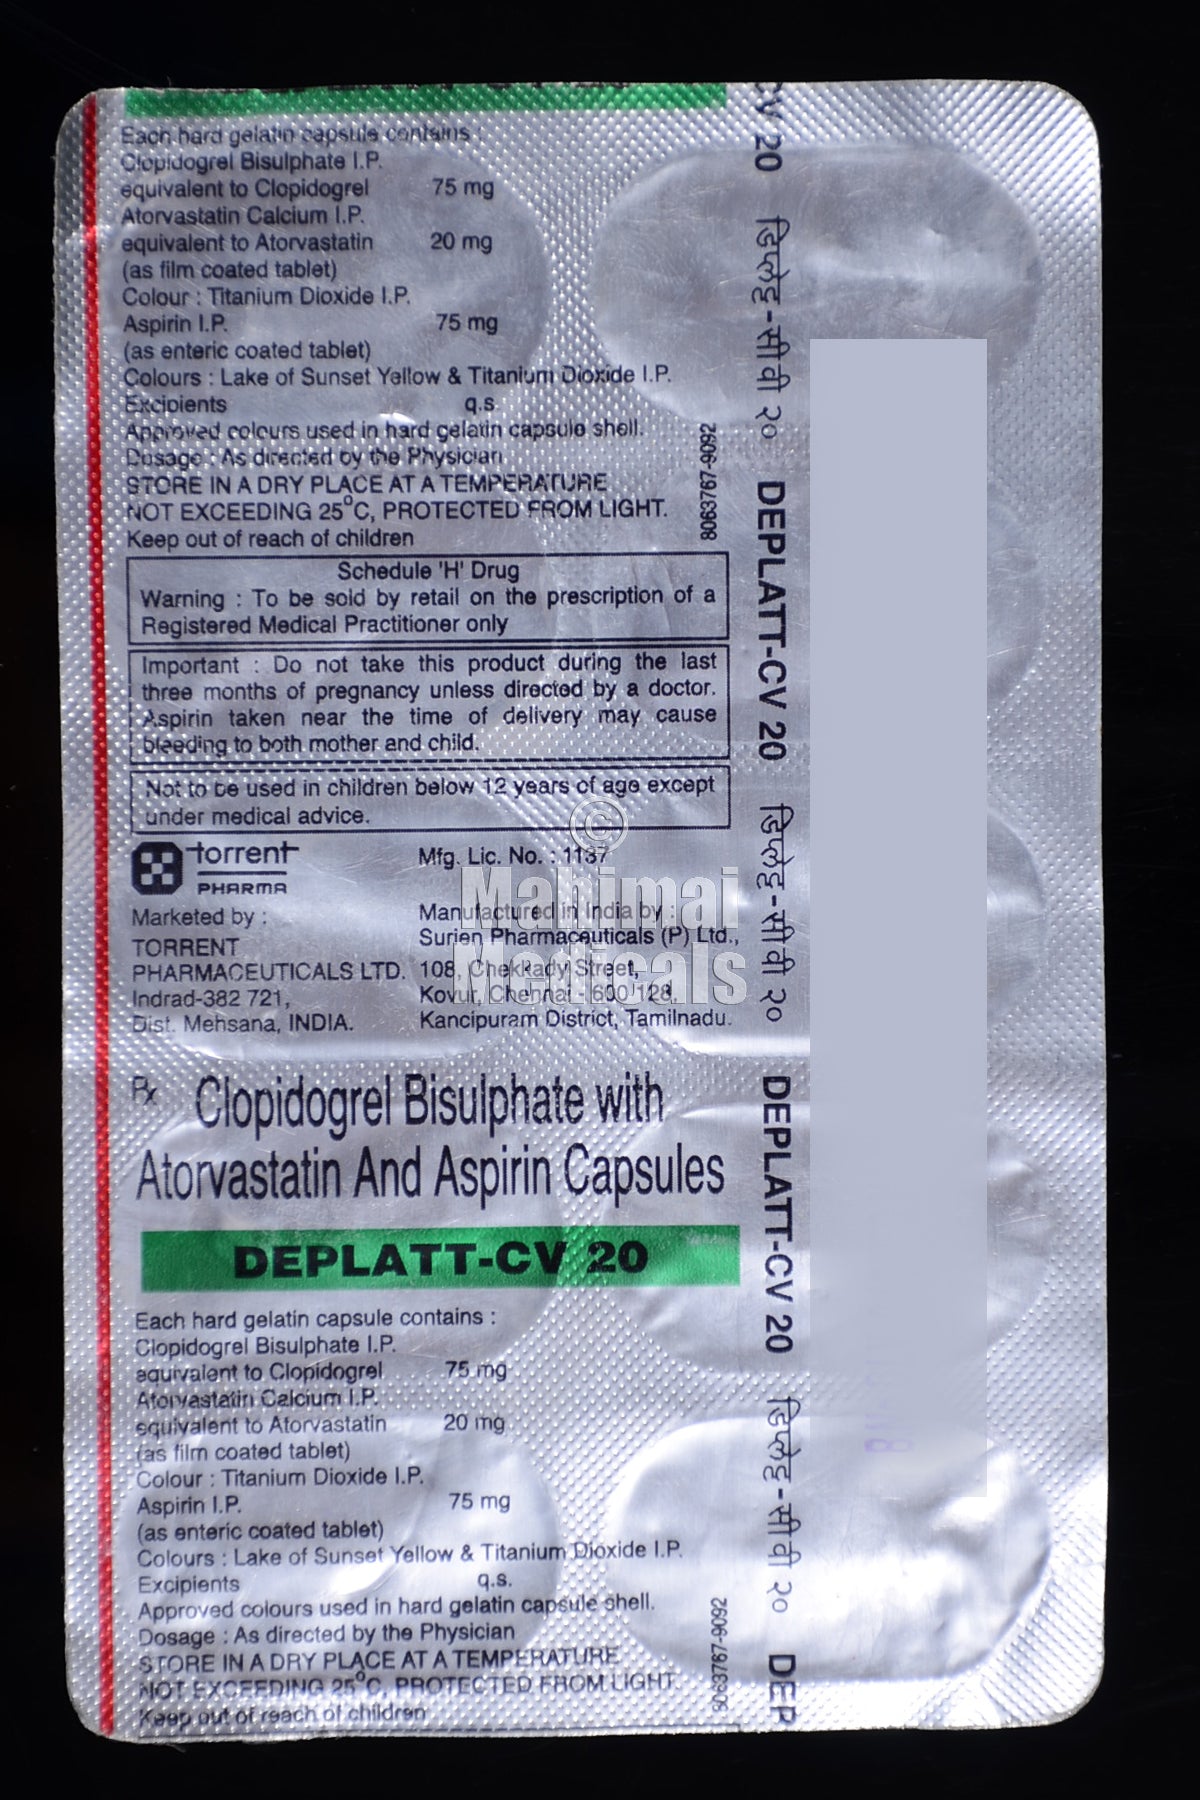 Each hard gelatin capsule contains :
Clopidogrel Bisulphate I.P.
equivalent to Clopidogrel 75 mg
Atorvastatin Calcium I.P.
equivalent to Atorvastatin 20 mg
(as film coated tablet)
Colour : Titanium Dioxide I.P.
Aspirin I.P. 75 mg
(as enteric coated tablet)
Colours : Lake of Sunset Yellow & Titanium Dioxide I.P.
Excipients q.s
Approved colours used in hard gelatin capsule shell.
Dosage : As directed by the Physician
STORE IN A DRY PLACE AT A TEMPERATURE
NOT EXCEEDING 25°C, PROTECTED FROM LIGHT.
Keep out of reach of children
8063767-9092
Schedule 'H' Drug
Warning : To be sold by retail on the prescription of a
Registered Medical Practitioner only
Important : Do not take this product during the last
three months of pregnancy unless directed by a doctor.
Aspirin taken near the time of delivery may cause
bleeding to both mother and child.
Not to be used in children below 12 years of age except
under medical advice.
torrent
PHARMA
Marketed by :
TORRENT
PHARMACEUTICALS LTD.
Indrad-382 721,
Dist. Mehsana, INDIA.
Mfg. Lic. No. : 1137
Manufactured in India by :
Surien Pharmaceuticals (P) Ltd.,
108, Chekkady Street,
Kovur, Chennai - 600 128,
Kancipuram District, Tamilnadu.
©
Mahimai
Medicals
Rx Clopidogrel Bisulphate with
Atorvastatin And Aspirin Capsules
DEPLATT-CV 20
Each hard gelatin capsule contains :
Clopidogrel Bisulphate I.P.
equivalent to Clopidogrel 75 mg
Atorvastatin Calcium I.P.
equivalent to Atorvastatin 20 mg
(as film coated tablet)
Colour : Titanium Dioxide I.P.
Aspirin I.P. 75 mg
(as enteric coated tablet)
Colours : Lake of Sunset Yellow & Titanium Dioxide I.P.
Excipients q.s.
Approved colours used in hard gelatin capsule shell.
Dosage : As directed by the Physician
STORE IN A DRY PLACE AT A TEMPERATURE
NOT EXCEEDING 25°C, PROTECTED FROM LIGHT.
Keep out of reach of children
8063767-9092
CV 20 डिप्लेट-सीवी २० DEPLATT-CV 20 डिप्लेट-सीवी २० DEPLATT-CV 20 डिप्लेट-सीवी २० DEP